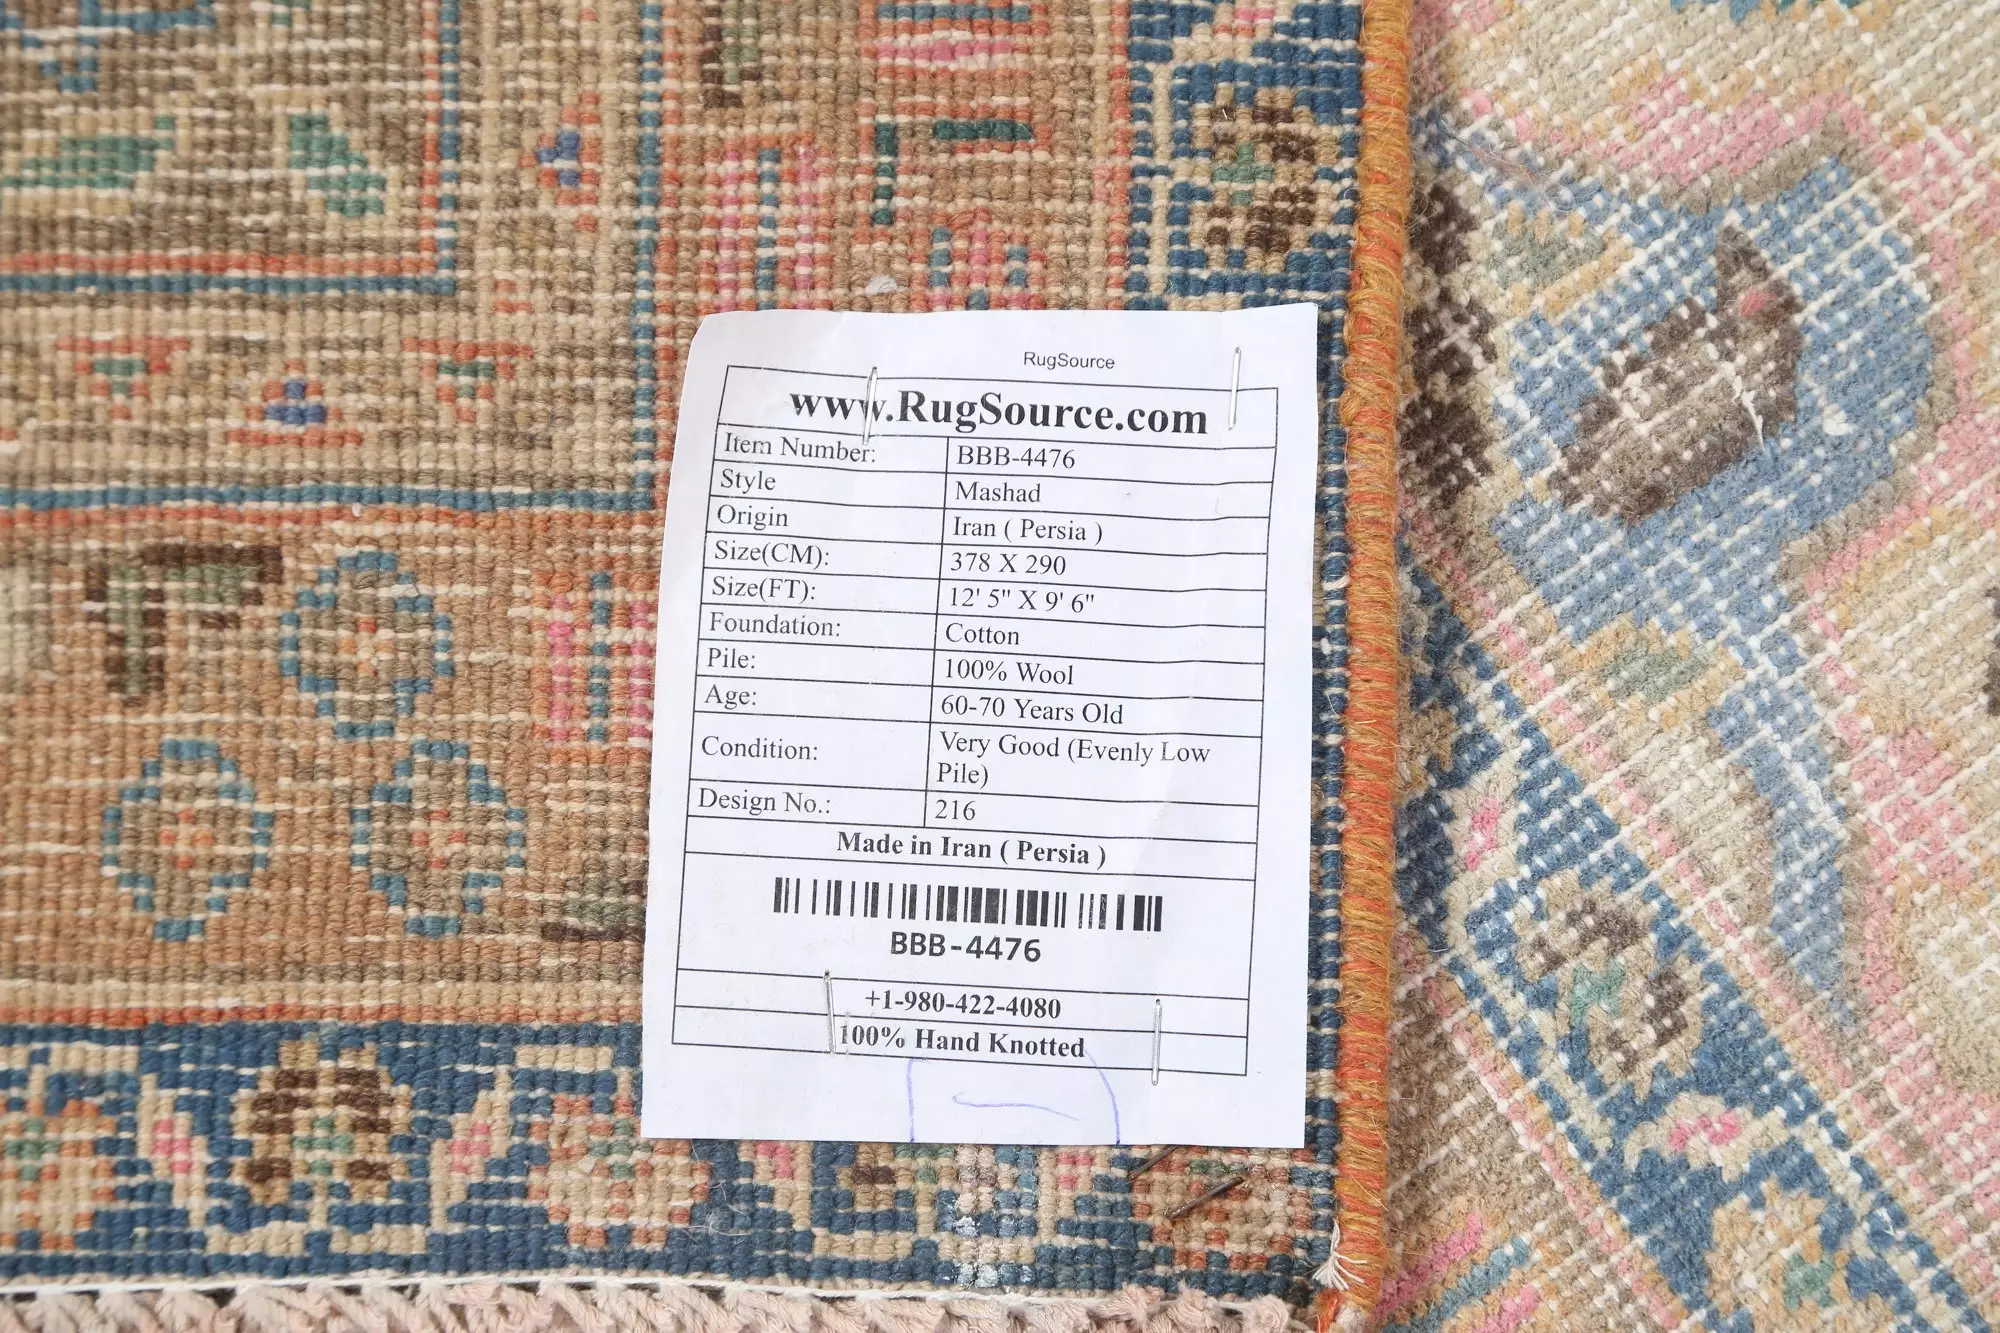 RugSource
www.RugSource.com
Item Number: BBB-4476
Style Mashad
Origin Iran ( Persia )
Size(CM): 378 X 290
Size(FT): 12' 5" X 9' 6"
Foundation: Cotton
Pile: 100% Wool
Age: 60-70 Years Old
Condition: Very Good (Evenly Low
Pile)
Design No.: 216
Made in Iran ( Persia )
BBB-4476
+1-980-422-4080
100% Hand Knotted